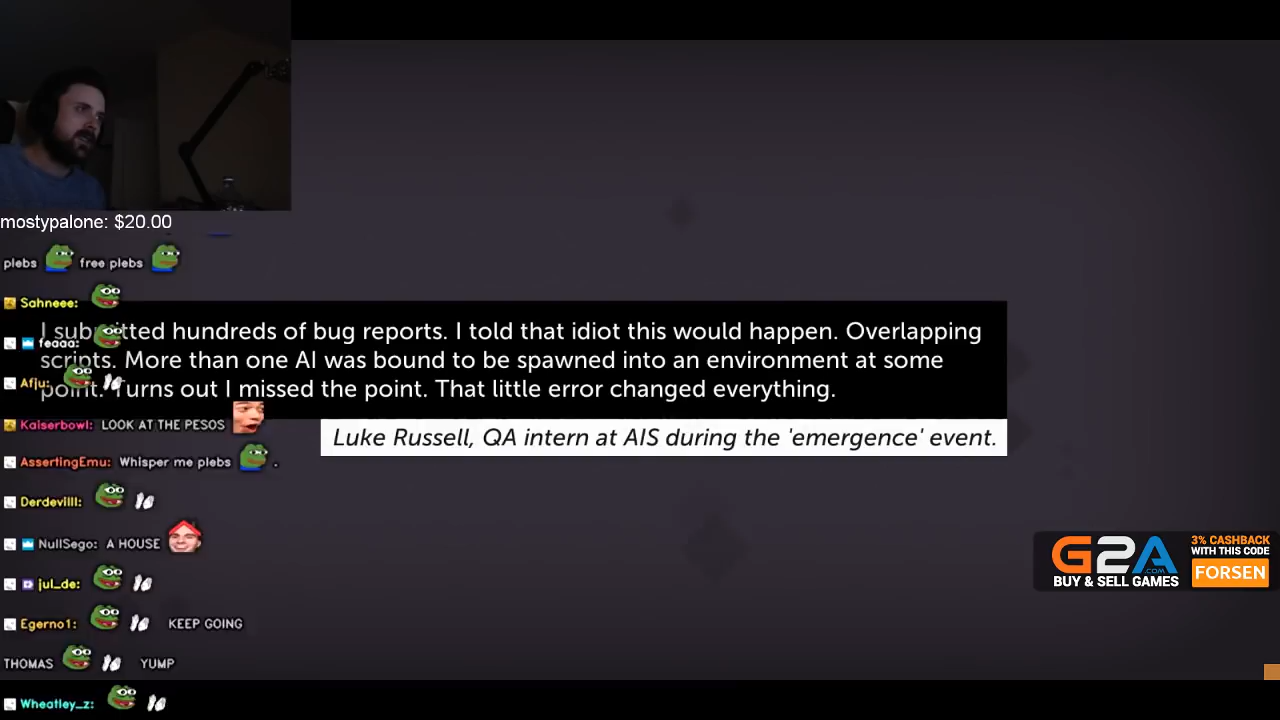 mostypalone: $20.00
plebs free plebs
Sahneee:
feaaa:
Afju:
Kaiserbowl: LOOK AT THE PESOS
AssertingEmu: Whisper me plebs .
Derdevilll:
NullSego: A HOUSE
jul_de:
Egerno1: KEEP GOING
THOMAS YUMP
Wheatley_z:
I submitted hundreds of bug reports. I told that idiot this would happen. Overlapping
scripts. More than one AI was bound to be spawned into an environment at some
point. Turns out I missed the point. That little error changed everything.
Luke Russell, QA intern at AIS during the 'emergence' event.
G2A
.COM
BUY & SELL GAMES
3% CASHBACK
WITH THIS CODE
FORSEN